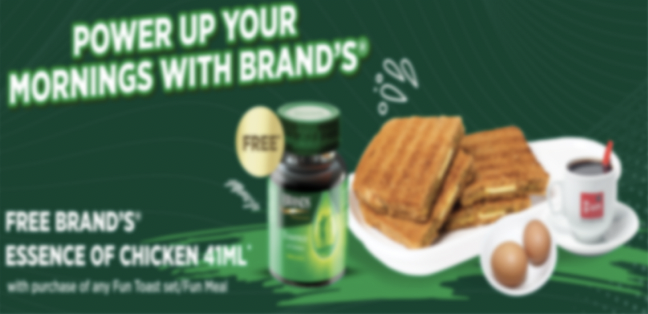 POWER UP YOUR
MORNINGS WITH BRAND'S®
FREE*
FREE BRAND'S®
ESSENCE OF CHICKEN 41ML*
with purchase of any Fun Toast set/Fun Meal